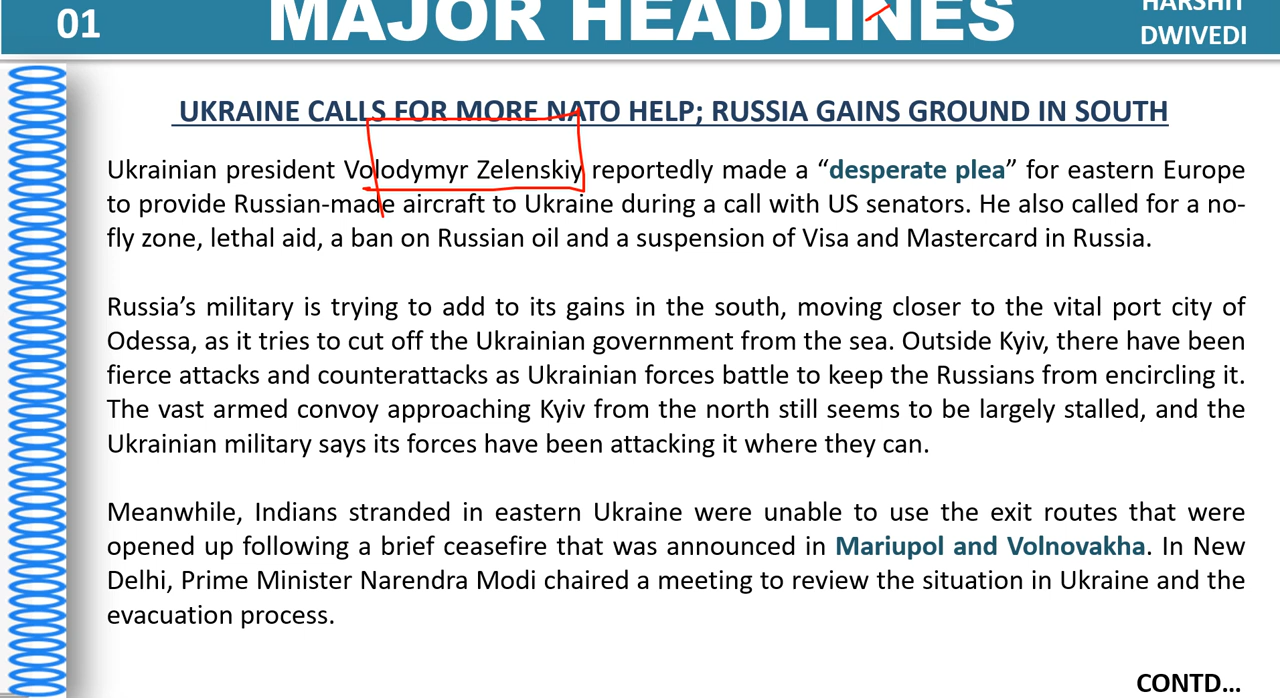 01
MAJOR HEADLINES
HARSHIT
DWIVEDI
UKRAINE CALLS FOR MORE NATO HELP; RUSSIA GAINS GROUND IN SOUTH
Ukrainian president Volodymyr Zelenskiy reportedly made a “desperate plea” for eastern Europe
to provide Russian-made aircraft to Ukraine during a call with US senators. He also called for a no-
fly zone, lethal aid, a ban on Russian oil and a suspension of Visa and Mastercard in Russia.
Russia’s military is trying to add to its gains in the south, moving closer to the vital port city of
Odessa, as it tries to cut off the Ukrainian government from the sea. Outside Kyiv, there have been
fierce attacks and counterattacks as Ukrainian forces battle to keep the Russians from encircling it.
The vast armed convoy approaching Kyiv from the north still seems to be largely stalled, and the
Ukrainian military says its forces have been attacking it where they can.
Meanwhile, Indians stranded in eastern Ukraine were unable to use the exit routes that were
opened up following a brief ceasefire that was announced in Mariupol and Volnovakha. In New
Delhi, Prime Minister Narendra Modi chaired a meeting to review the situation in Ukraine and the
evacuation process.
CONTD...